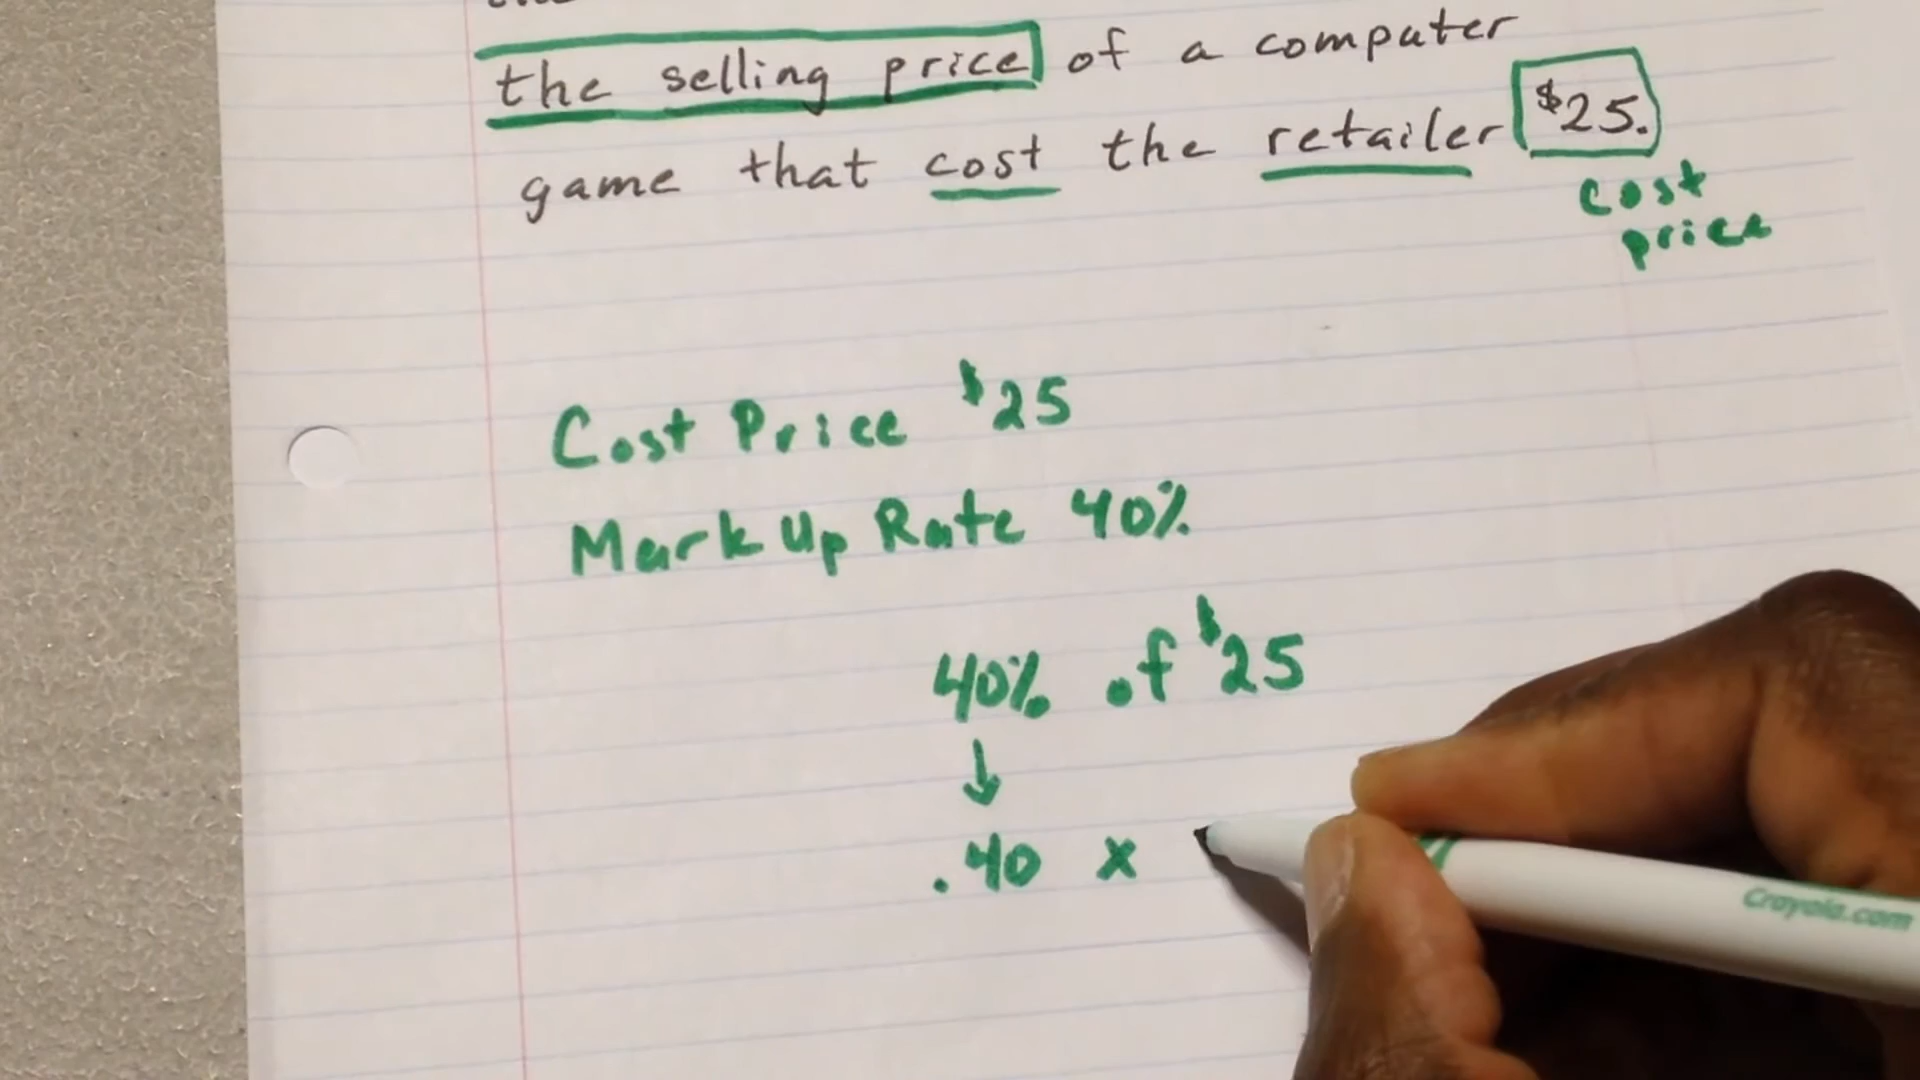 the selling price of a computer
game that cost the retailer $25.
cost
price
Cost Price $25
Mark Up Rate 40%
40% of $25
.40 x
Crayola.com